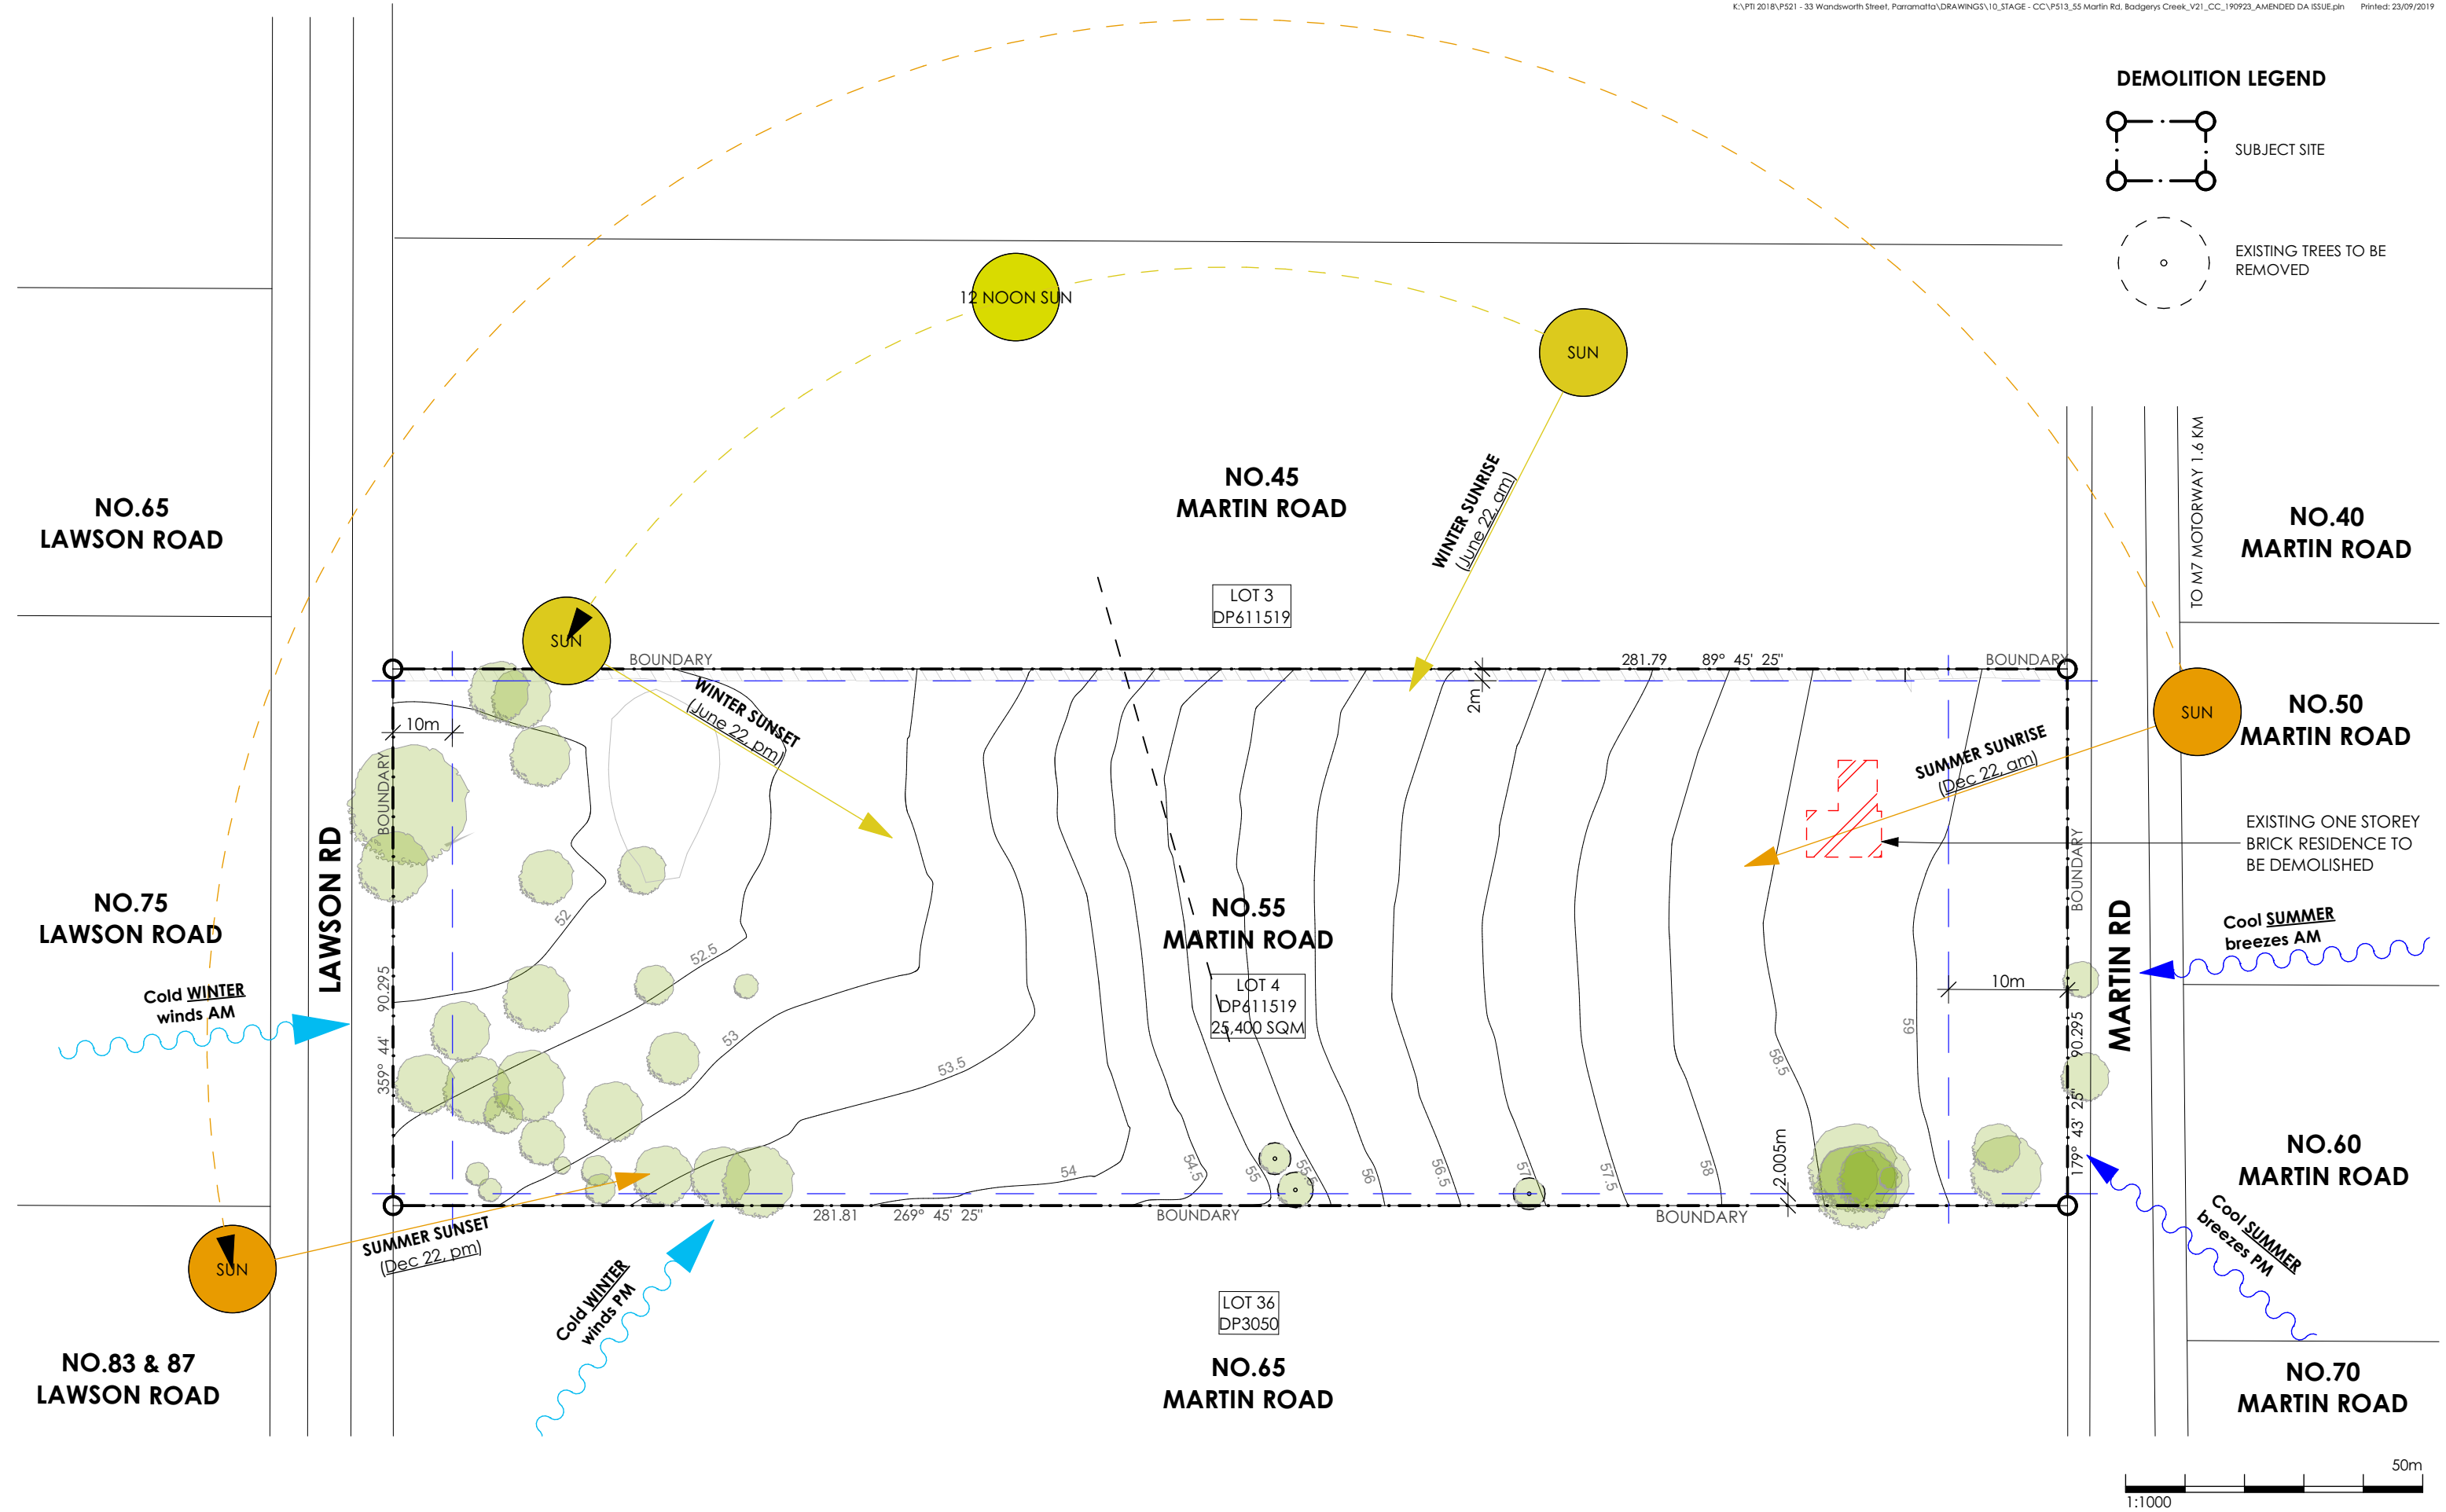 K:\PTI 2018\P521 - 33 Wandsworth Street, Parramatta\DRAWINGS\10_STAGE - CC\P513_55 Martin Rd, Badgerys Creek_V21_CC_190923_AMENDED DA ISSUE.pln Printed: 23/09/2019
DEMOLITION LEGEND
SUBJECT SITE
EXISTING TREES TO BE
REMOVED
12 NOON SUN
SUN
WINTER SUNRISE
(June 22, am)
NO.45
MARTIN ROAD
LOT 3
DP611519
NO.65
LAWSON ROAD
TO M7 MOTORWAY 1.6 KM
NO.40
MARTIN ROAD
SUN
BOUNDARY
281.79 89° 45' 25"
BOUNDARY
2m
WINTER SUNSET
(June 22, pm)
10m
BOUNDARY
SUN
NO.50
MARTIN ROAD
SUMMER SUNRISE
(Dec 22, am)
EXISTING ONE STOREY
BRICK RESIDENCE TO
BE DEMOLISHED
BOUNDARY
LAWSON RD
NO.75
LAWSON ROAD
52
52.5
NO.55
MARTIN ROAD
LOT 4
DP611519
25,400 SQM
MARTIN RD
Cool SUMMER
breezes AM
10m
Cold WINTER
winds AM
359° 44' 90.295
53
53.5
58.5
59
179° 43' 25" 90.295
54
54.5
55
55.5
56
56.5
57
57.5
58
2.005m
NO.60
MARTIN ROAD
281.81 269° 45' 25"
BOUNDARY
BOUNDARY
SUMMER SUNSET
(Dec 22, pm)
SUN
Cold WINTER
winds PM
Cool SUMMER
breezes PM
LOT 36
DP3050
NO.65
MARTIN ROAD
NO.83 & 87
LAWSON ROAD
NO.70
MARTIN ROAD
50m
1:1000